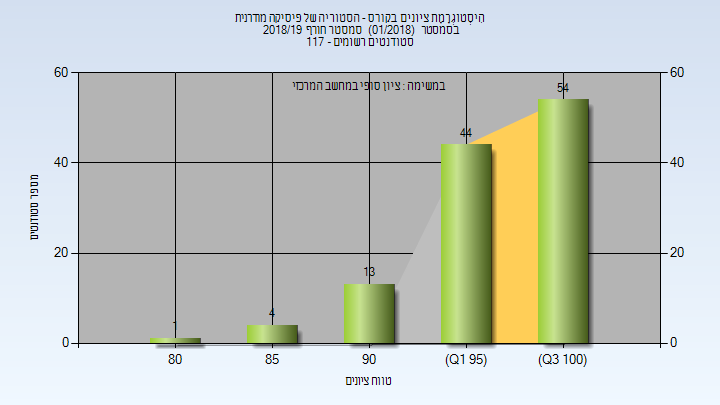 היסטוגרמת ציונים בקורס - הסטוריה של פיסיקה מודרנית
בסמסטר (01/2018) סמסטר חורף 2018/19
סטודנטים רשומים - 117
במשימה : ציון סופי במחשב המרכזי
60
40
20
0
60
40
20
0
מספר סטודנטים
1
4
13
44
54
80
85
90
(Q1 95)
(Q3 100)
טווח ציונים